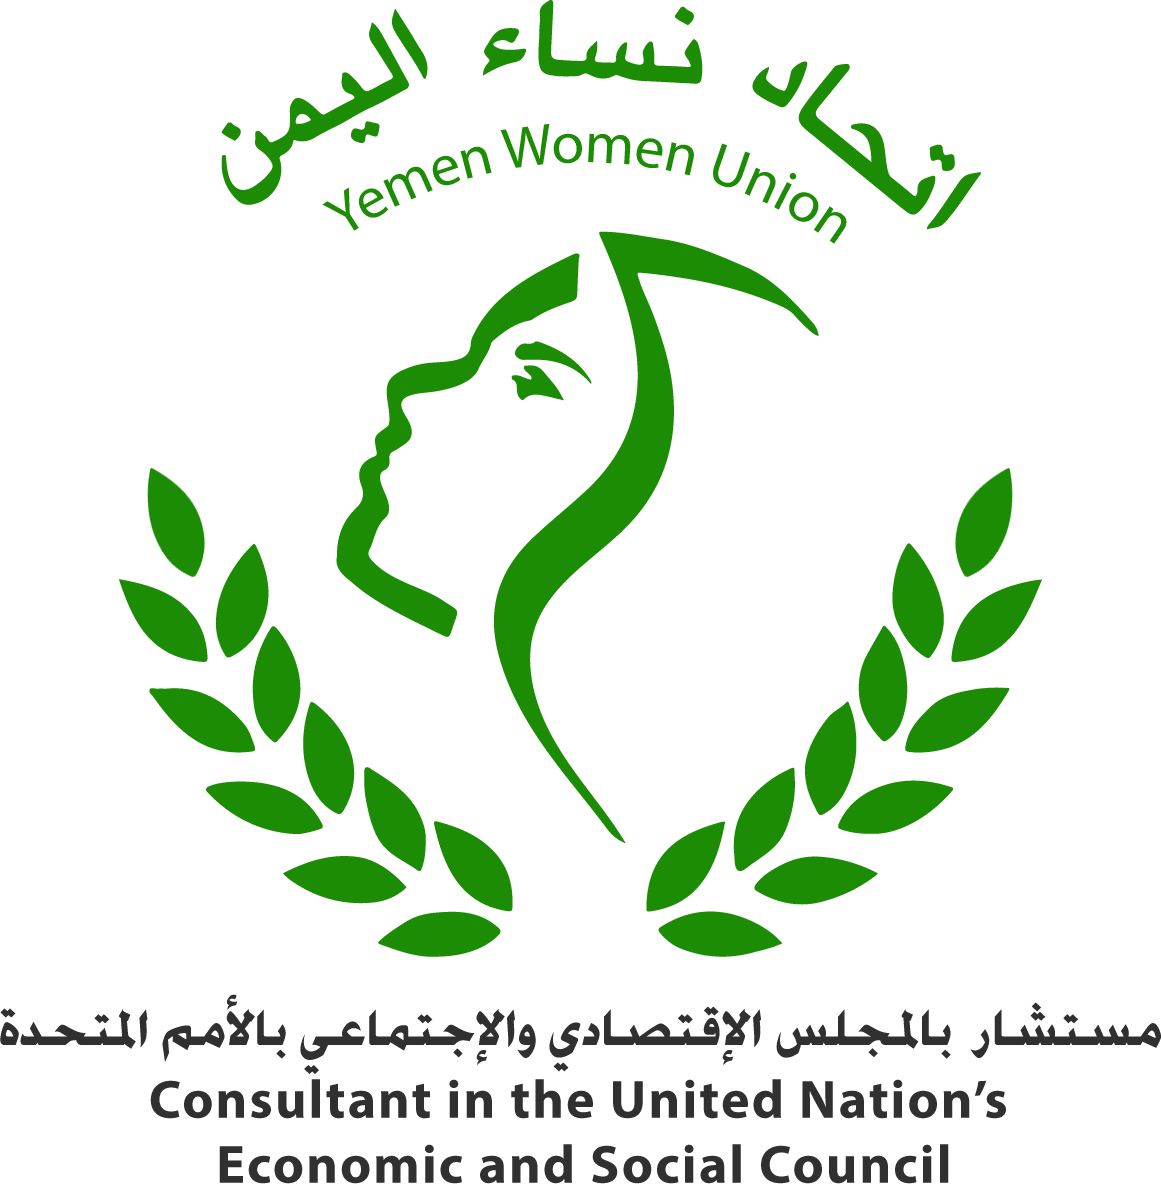 اتحاد نساء اليمن
Yemen Women Union
مستشار بالمجلس الإقتصادي والإجتماعي بالأمم المتحدة
Consultant in the United Nation’s
Economic and Social Council